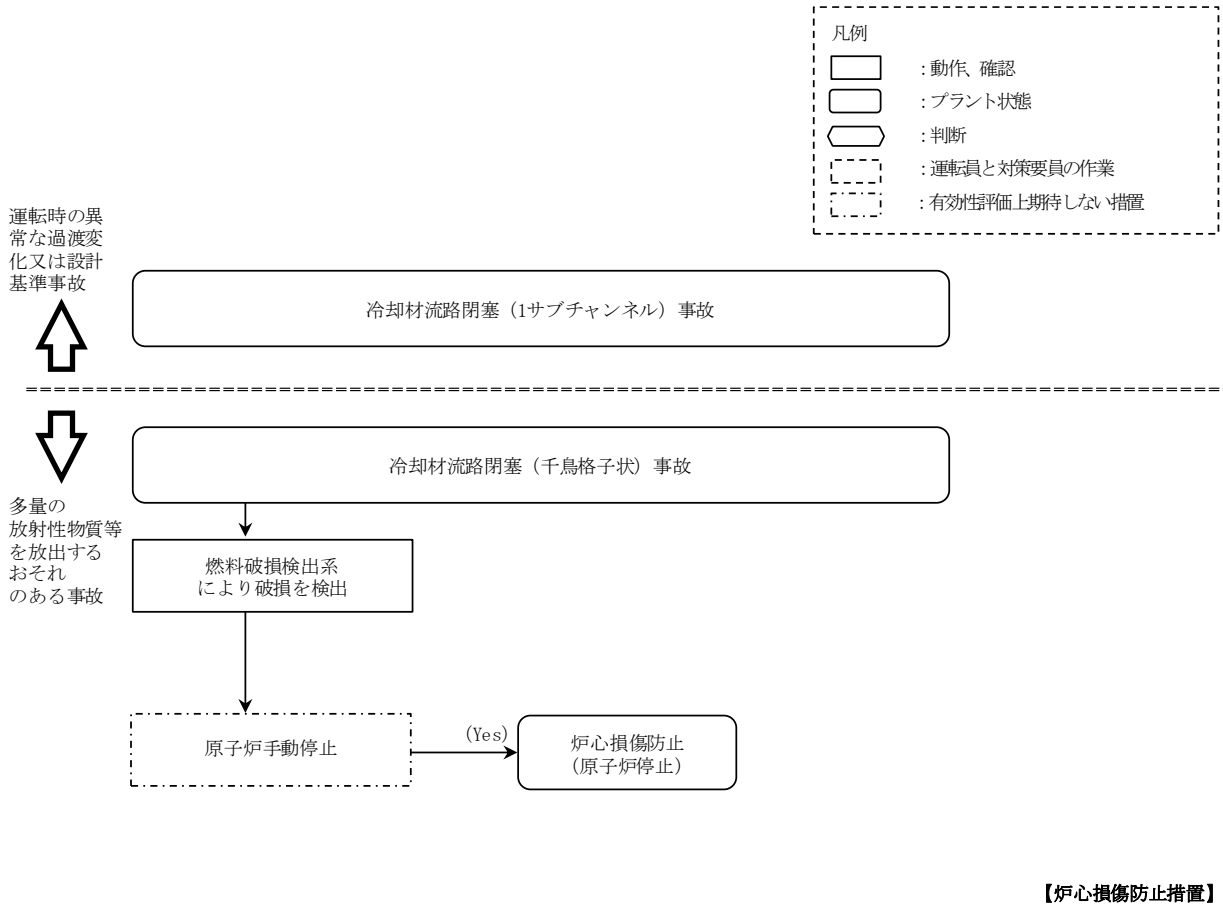 凡例
：動作、確認
：プラント状態
：判断
：運転員と対策要員の作業
：有効性評価上期待しない措置
運転時の異
常な過渡変
化又は設計
基準事故
冷却材流路閉塞（1サブチャンネル）事故
冷却材流路閉塞（千鳥格子状）事故
多量の
放射性物質等
を放出する
おそれ
のある事故
燃料破損検出系
により破損を検出
原子炉手動停止
(Yes)
炉心損傷防止
（原子炉停止）
【炉心損傷防止措置】